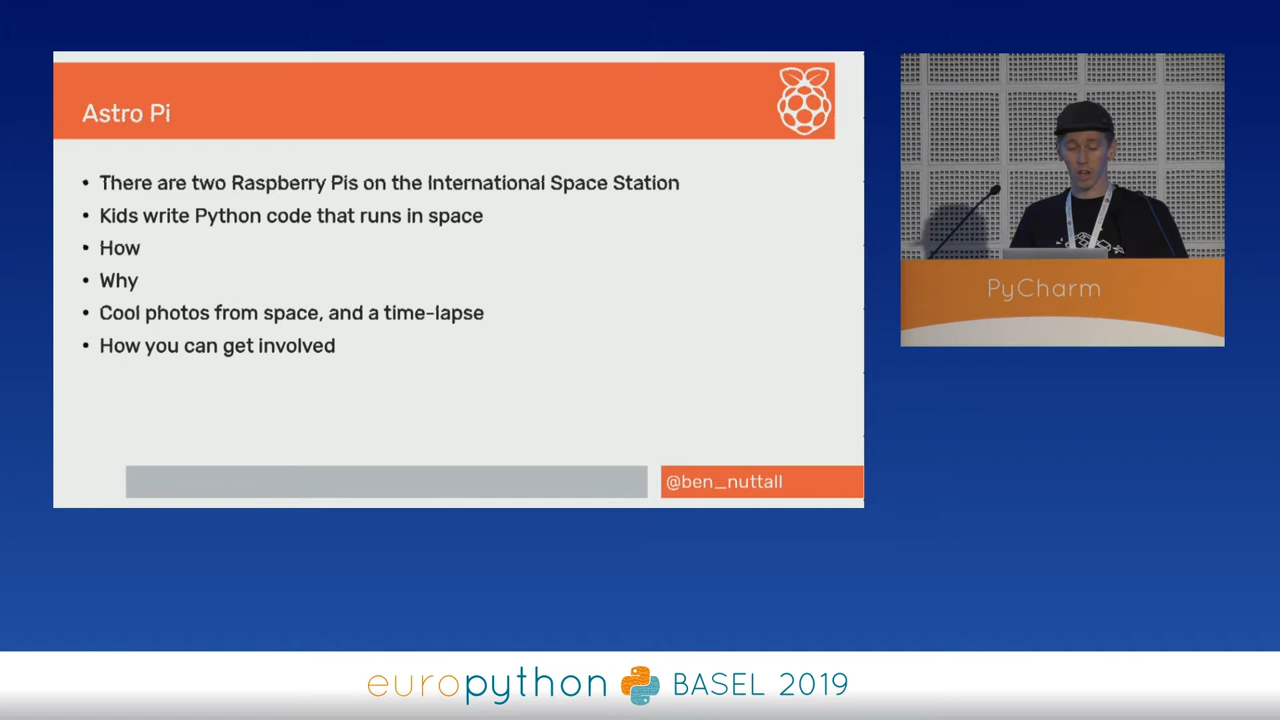 Astro Pi
• There are two Raspberry Pis on the International Space Station
• Kids write Python code that runs in space
• How
• Why
• Cool photos from space, and a time-lapse
• How you can get involved
@ben_nuttall
PyCharm
europython BASEL 2019